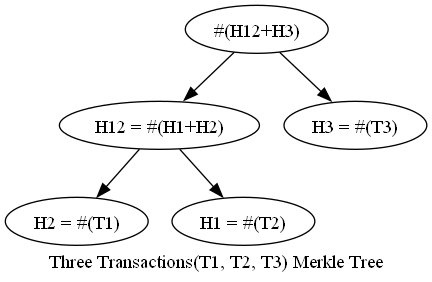 #(H12+H3)
H12 = #(H1+H2)
H3 = #(T3)
H2 = #(T1)
H1 = #(T2)
Three Transactions(T1, T2, T3) Merkle Tree